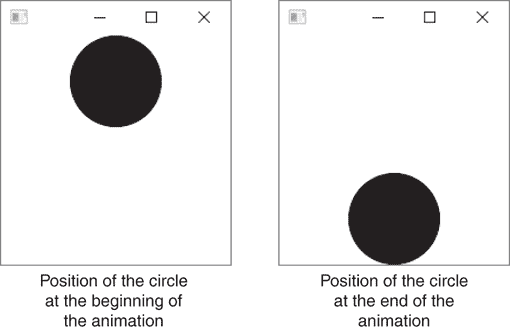 Position of the circle
at the beginning of
the animation
Position of the circle
at the end of the
animation